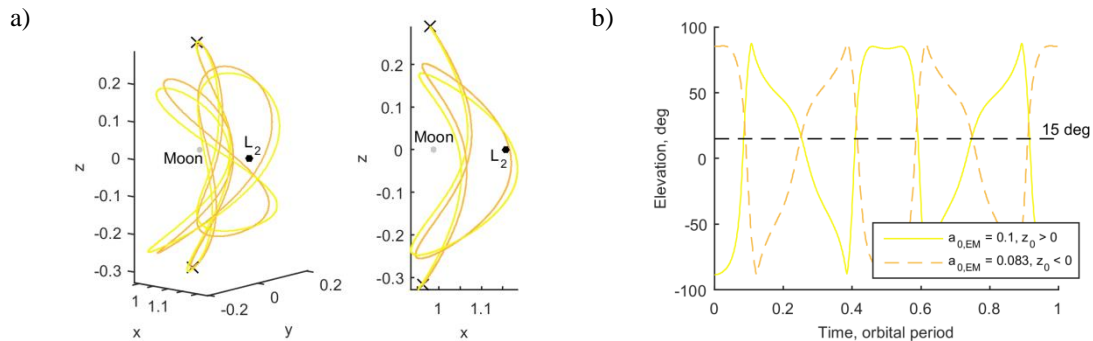 a)
0.2
0.1
z
0
-0.1
-0.2
-0.3
Moon
L2
1
1.1
x
-0.2
0
0.2
y
0.2
0.1
z
0
-0.1
-0.2
-0.3
Moon
L2
1
1.1
x
b)
100
50
0
-50
-100
Elevation, deg
15 deg
a0,EM = 0.1, z0 > 0
a0,EM = 0.083, z0 < 0
0
0.2
0.4
0.6
0.8
1
Time, orbital period